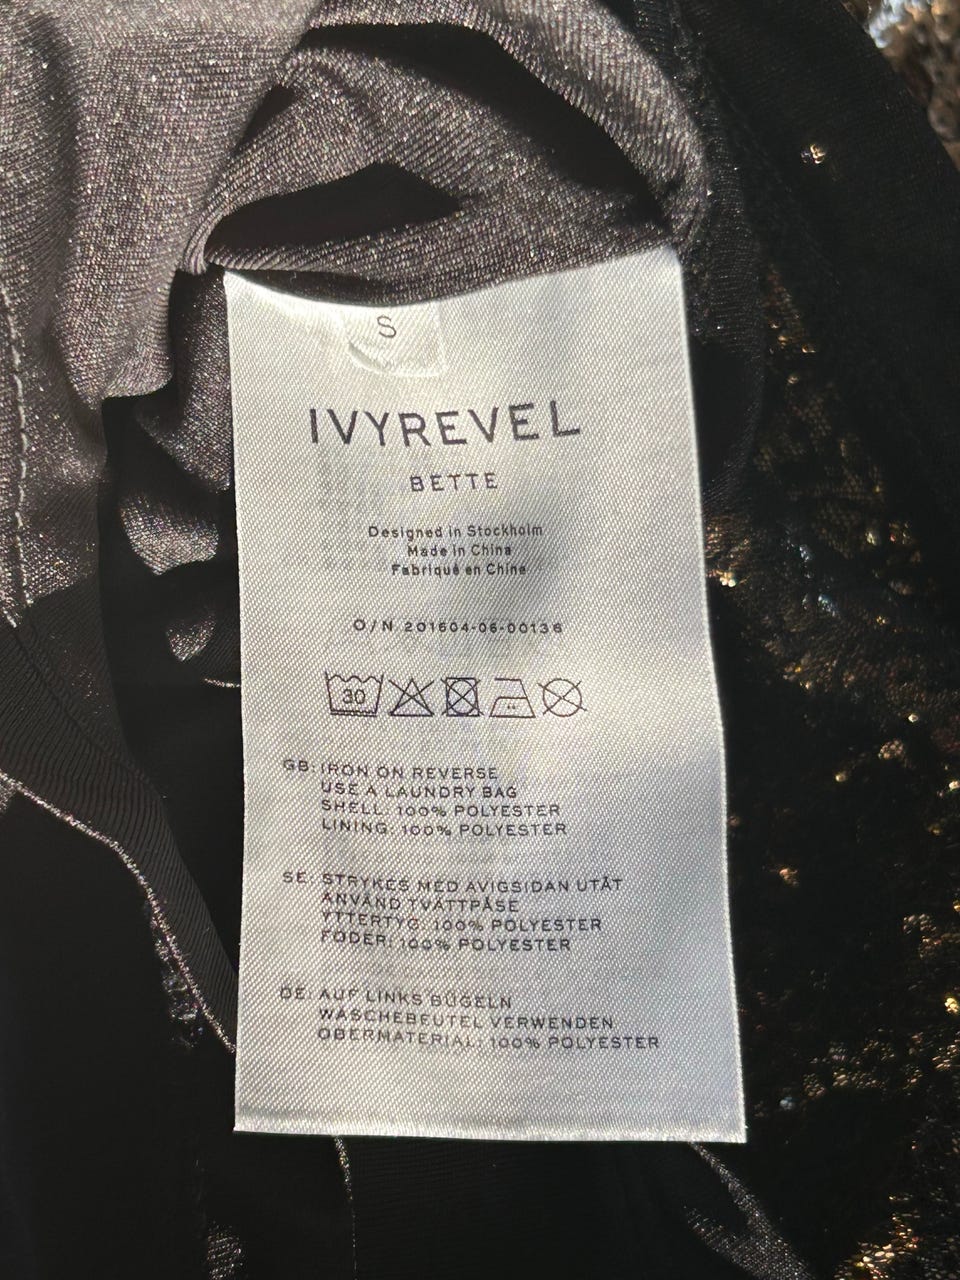 S
IVYREVEL
BETTE
Designed in Stockholm
Made in China
Fabriqué en Chine
O/N 201604-06-00136
30
GB: IRON ON REVERSE
USE A LAUNDRY BAG
SHELL: 100% POLYESTER
LINING: 100% POLYESTER
SE: STRYKES MED AVIGSIDAN UTÅT
ANVÄND TVÄTTPÅSE
YTTERTYG: 100% POLYESTER
FODER: 100% POLYESTER
DE: AUF LINKS BÜGELN
WÄSCHEBEUTEL VERWENDEN
OBERMATERIAL: 100% POLYESTER